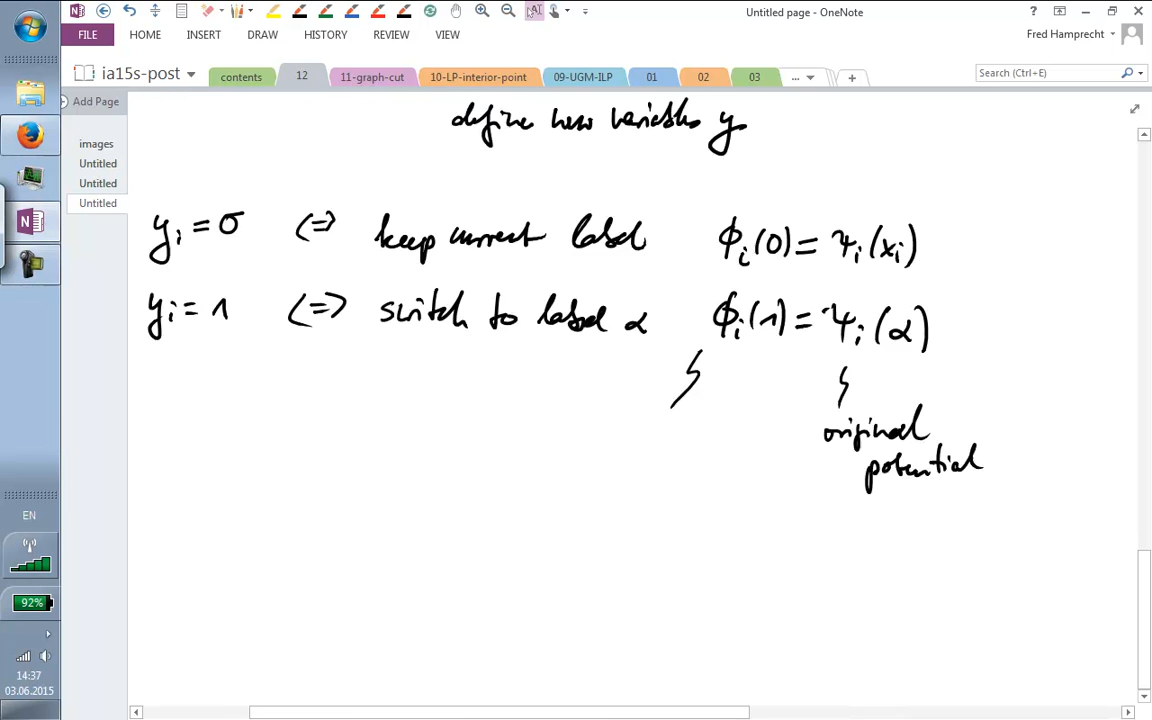 Untitled page - OneNote
FILE HOME INSERT DRAW HISTORY REVIEW VIEW
Fred Hamprecht
ia15s-post
contents 12 11-graph-cut 10-LP-interior-point 09-UGM-ILP 01 02 03 ...
Search (Ctrl+E)
Add Page
images
Untitled
Untitled
Untitled
define new variables y
y_i = 0 <=> keep current label ϕ_i(0) = ψ_i(x_i)
y_i = 1 <=> switch to label α ϕ_i(1) = ψ_i(α)
original
potential
EN
92%
14:37
03.06.2015